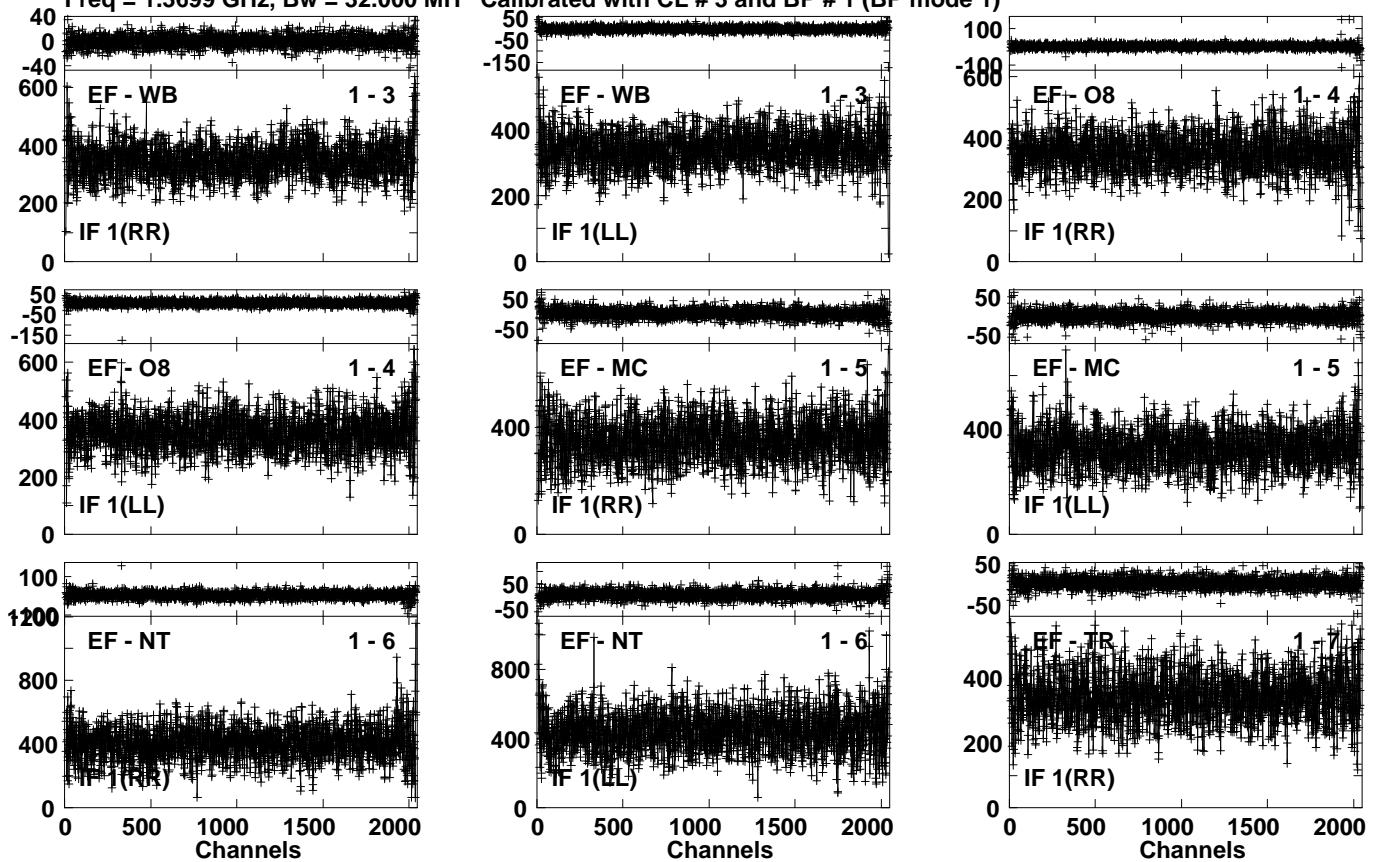 Freq = 1.3699 GHz, Bw = 32.000 MH Calibrated with CL # 3 and BP # 1 (BP mode 1)
40
0
-40
600
400
200
0
EF - WB 1 - 3
IF 1(RR)
50
-50
-150
400
200
0
EF - WB 1 - 3
IF 1(LL)
100
-100
600
400
200
0
EF - O8 1 - 4
IF 1(RR)
50
-50
-150
600
400
200
0
EF - O8 1 - 4
IF 1(LL)
50
-50
400
0
EF - MC 1 - 5
IF 1(RR)
50
-50
400
0
EF - MC 1 - 5
IF 1(LL)
100
1200
800
400
0
EF - NT 1 - 6
IF 1(RR)
0 500 1000 1500 2000
Channels
50
-50
800
400
0
EF - NT 1 - 6
IF 1(LL)
0 500 1000 1500 2000
Channels
50
-50
400
200
0
EF - TR 1 - 7
IF 1(RR)
0 500 1000 1500 2000
Channels